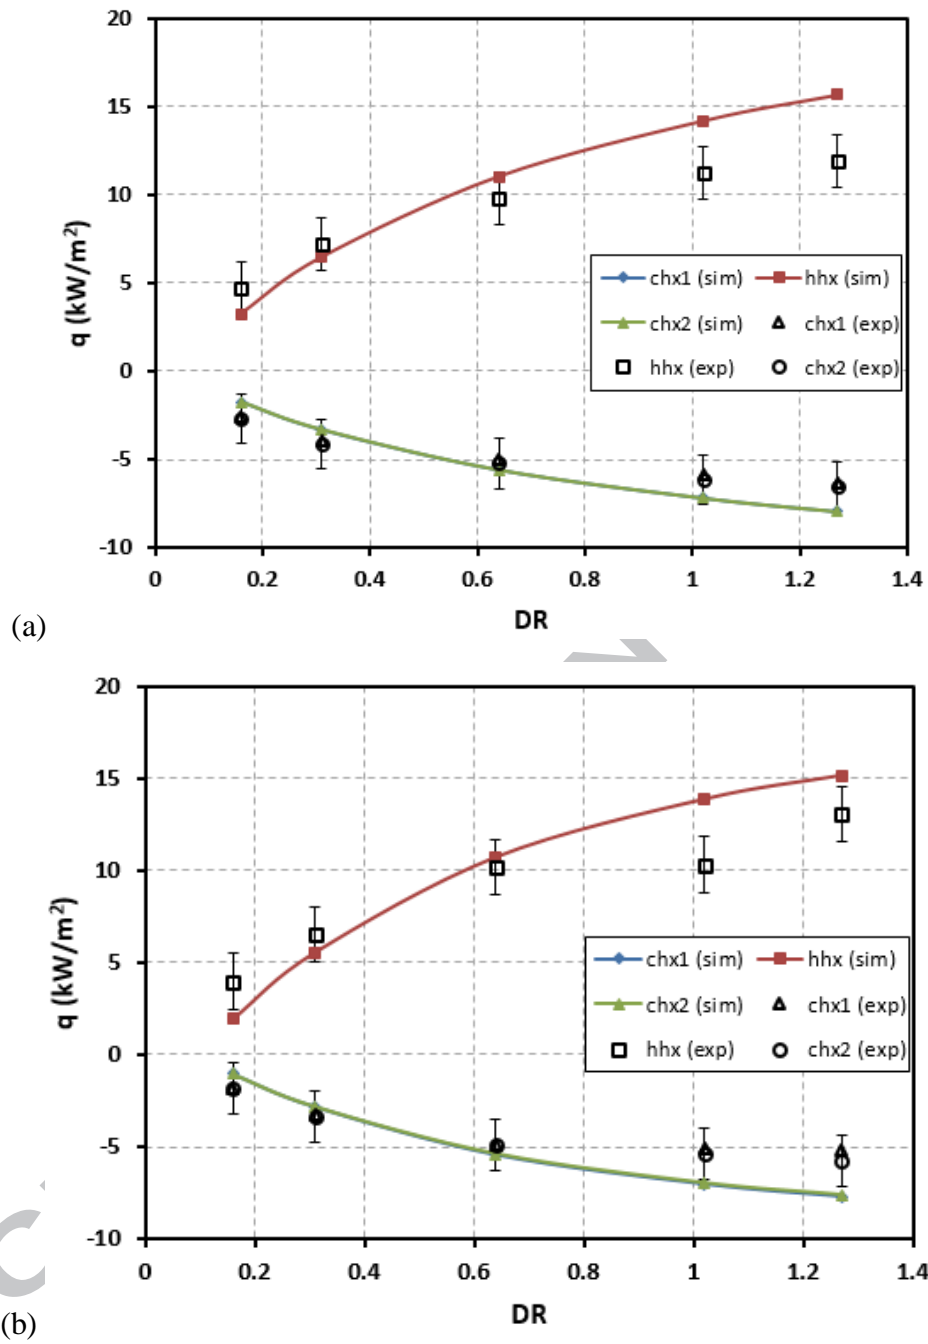 20
15
10
5
0
-5
-10
q (kW/m²)
chx1 (sim) hhx (sim)
chx2 (sim) chx1 (exp)
hhx (exp) chx2 (exp)
0 0.2 0.4 0.6 0.8 1 1.2 1.4
DR
(a)
20
15
10
5
0
-5
-10
q (kW/m²)
chx1 (sim) hhx (sim)
chx2 (sim) chx1 (exp)
hhx (exp) chx2 (exp)
0 0.2 0.4 0.6 0.8 1 1.2 1.4
DR
(b)